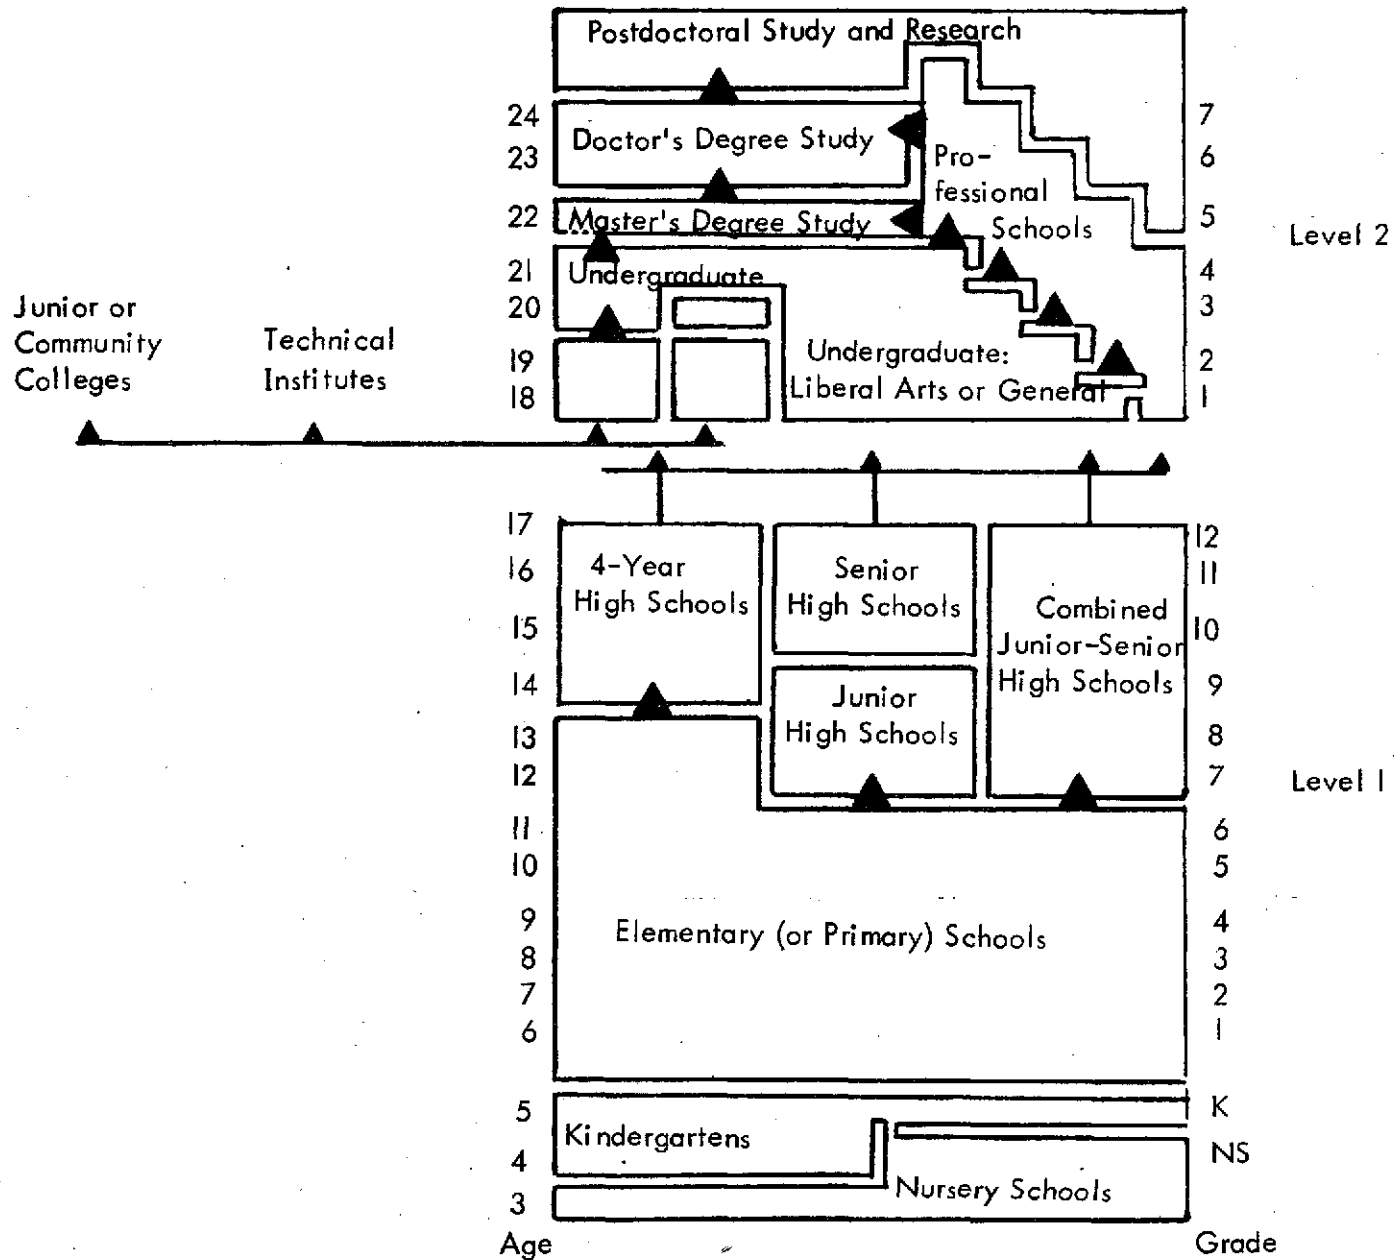 Postdoctoral Study and Research
24
7
Doctor's Degree Study
23
6
Pro-
fessional
Schools
22
Master's Degree Study
5
Level 2
21
Undergraduate
4
20
3
Junior or
Community
Colleges
Technical
Institutes
19
2
Undergraduate:
Liberal Arts or General
18
1
17
12
16
4-Year
High Schools
Senior
High Schools
11
Combined
Junior-Senior
High Schools
15
10
14
9
Junior
High Schools
13
8
12
7
Level 1
11
6
10
5
9
Elementary (or Primary) Schools
4
8
3
7
2
6
1
5
K
Kindergartens
4
NS
3
Nursery Schools
Age
Grade